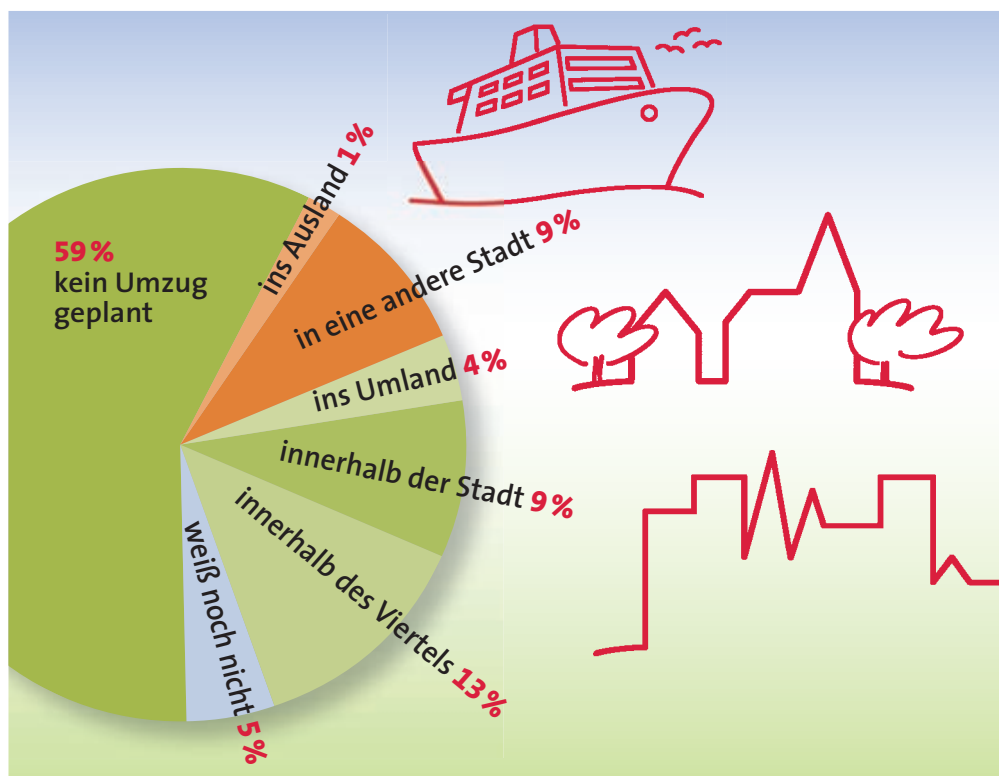 59 %
kein Umzug
geplant
ins Ausland 1 %
in eine andere Stadt 9 %
ins Umland 4 %
innerhalb der Stadt 9 %
innerhalb des Viertels 13 %
weiß noch nicht 5 %